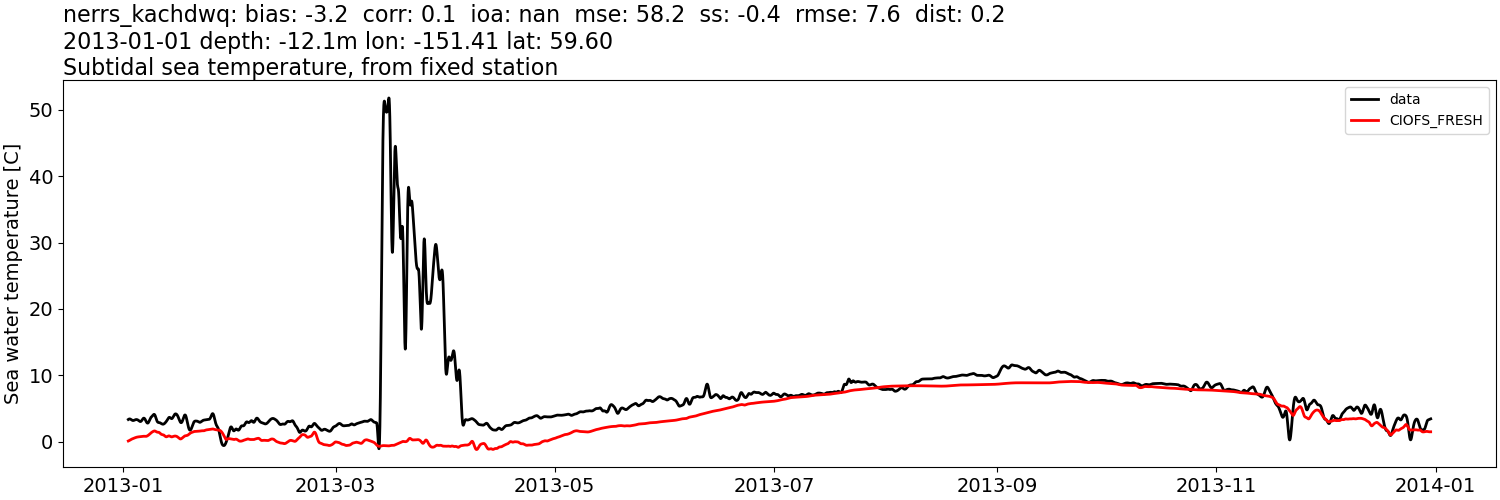 nerrs_kachdwq: bias: -3.2  corr: 0.1  ioa: nan  mse: 58.2  ss: -0.4  rmse: 7.6  dist: 0.2
2013-01-01 depth: -12.1m lon: -151.41 lat: 59.60
Subtidal sea temperature, from fixed station
data
CIOFS_FRESH
Sea water temperature [C]
50
40
30
20
10
0
2013-01
2013-03
2013-05
2013-07
2013-09
2013-11
2014-01